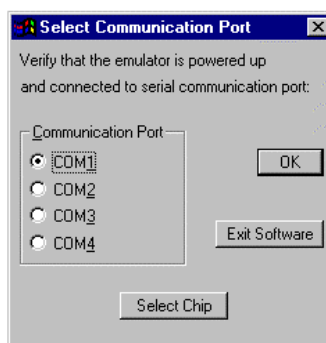 Select Communication Port
Verify that the emulator is powered up
and connected to serial communication port:
Communication Port
COM1
OK
COM2
COM3
COM4
Exit Software
Select Chip